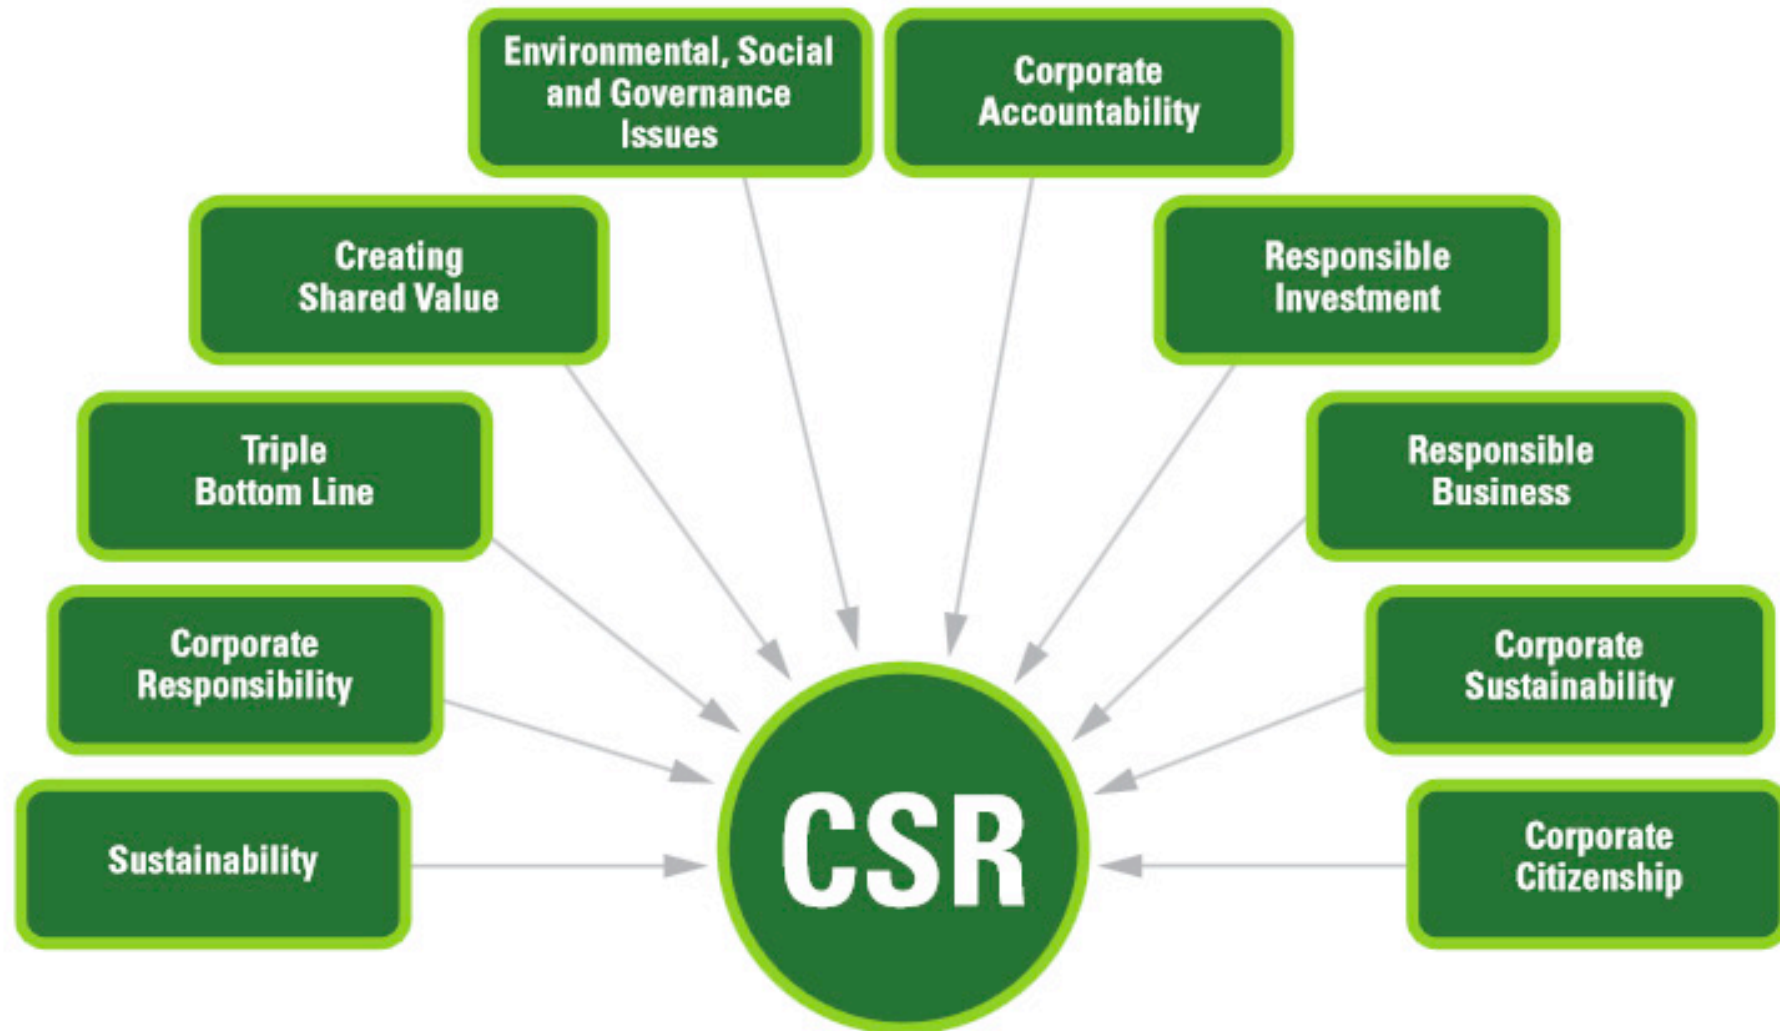 Environmental, Social
and Governance
Issues
Corporate
Accountability
Creating
Shared Value
Responsible
Investment
Triple
Bottom Line
Responsible
Business
Corporate
Responsibility
Corporate
Sustainability
Sustainability
CSR
Corporate
Citizenship